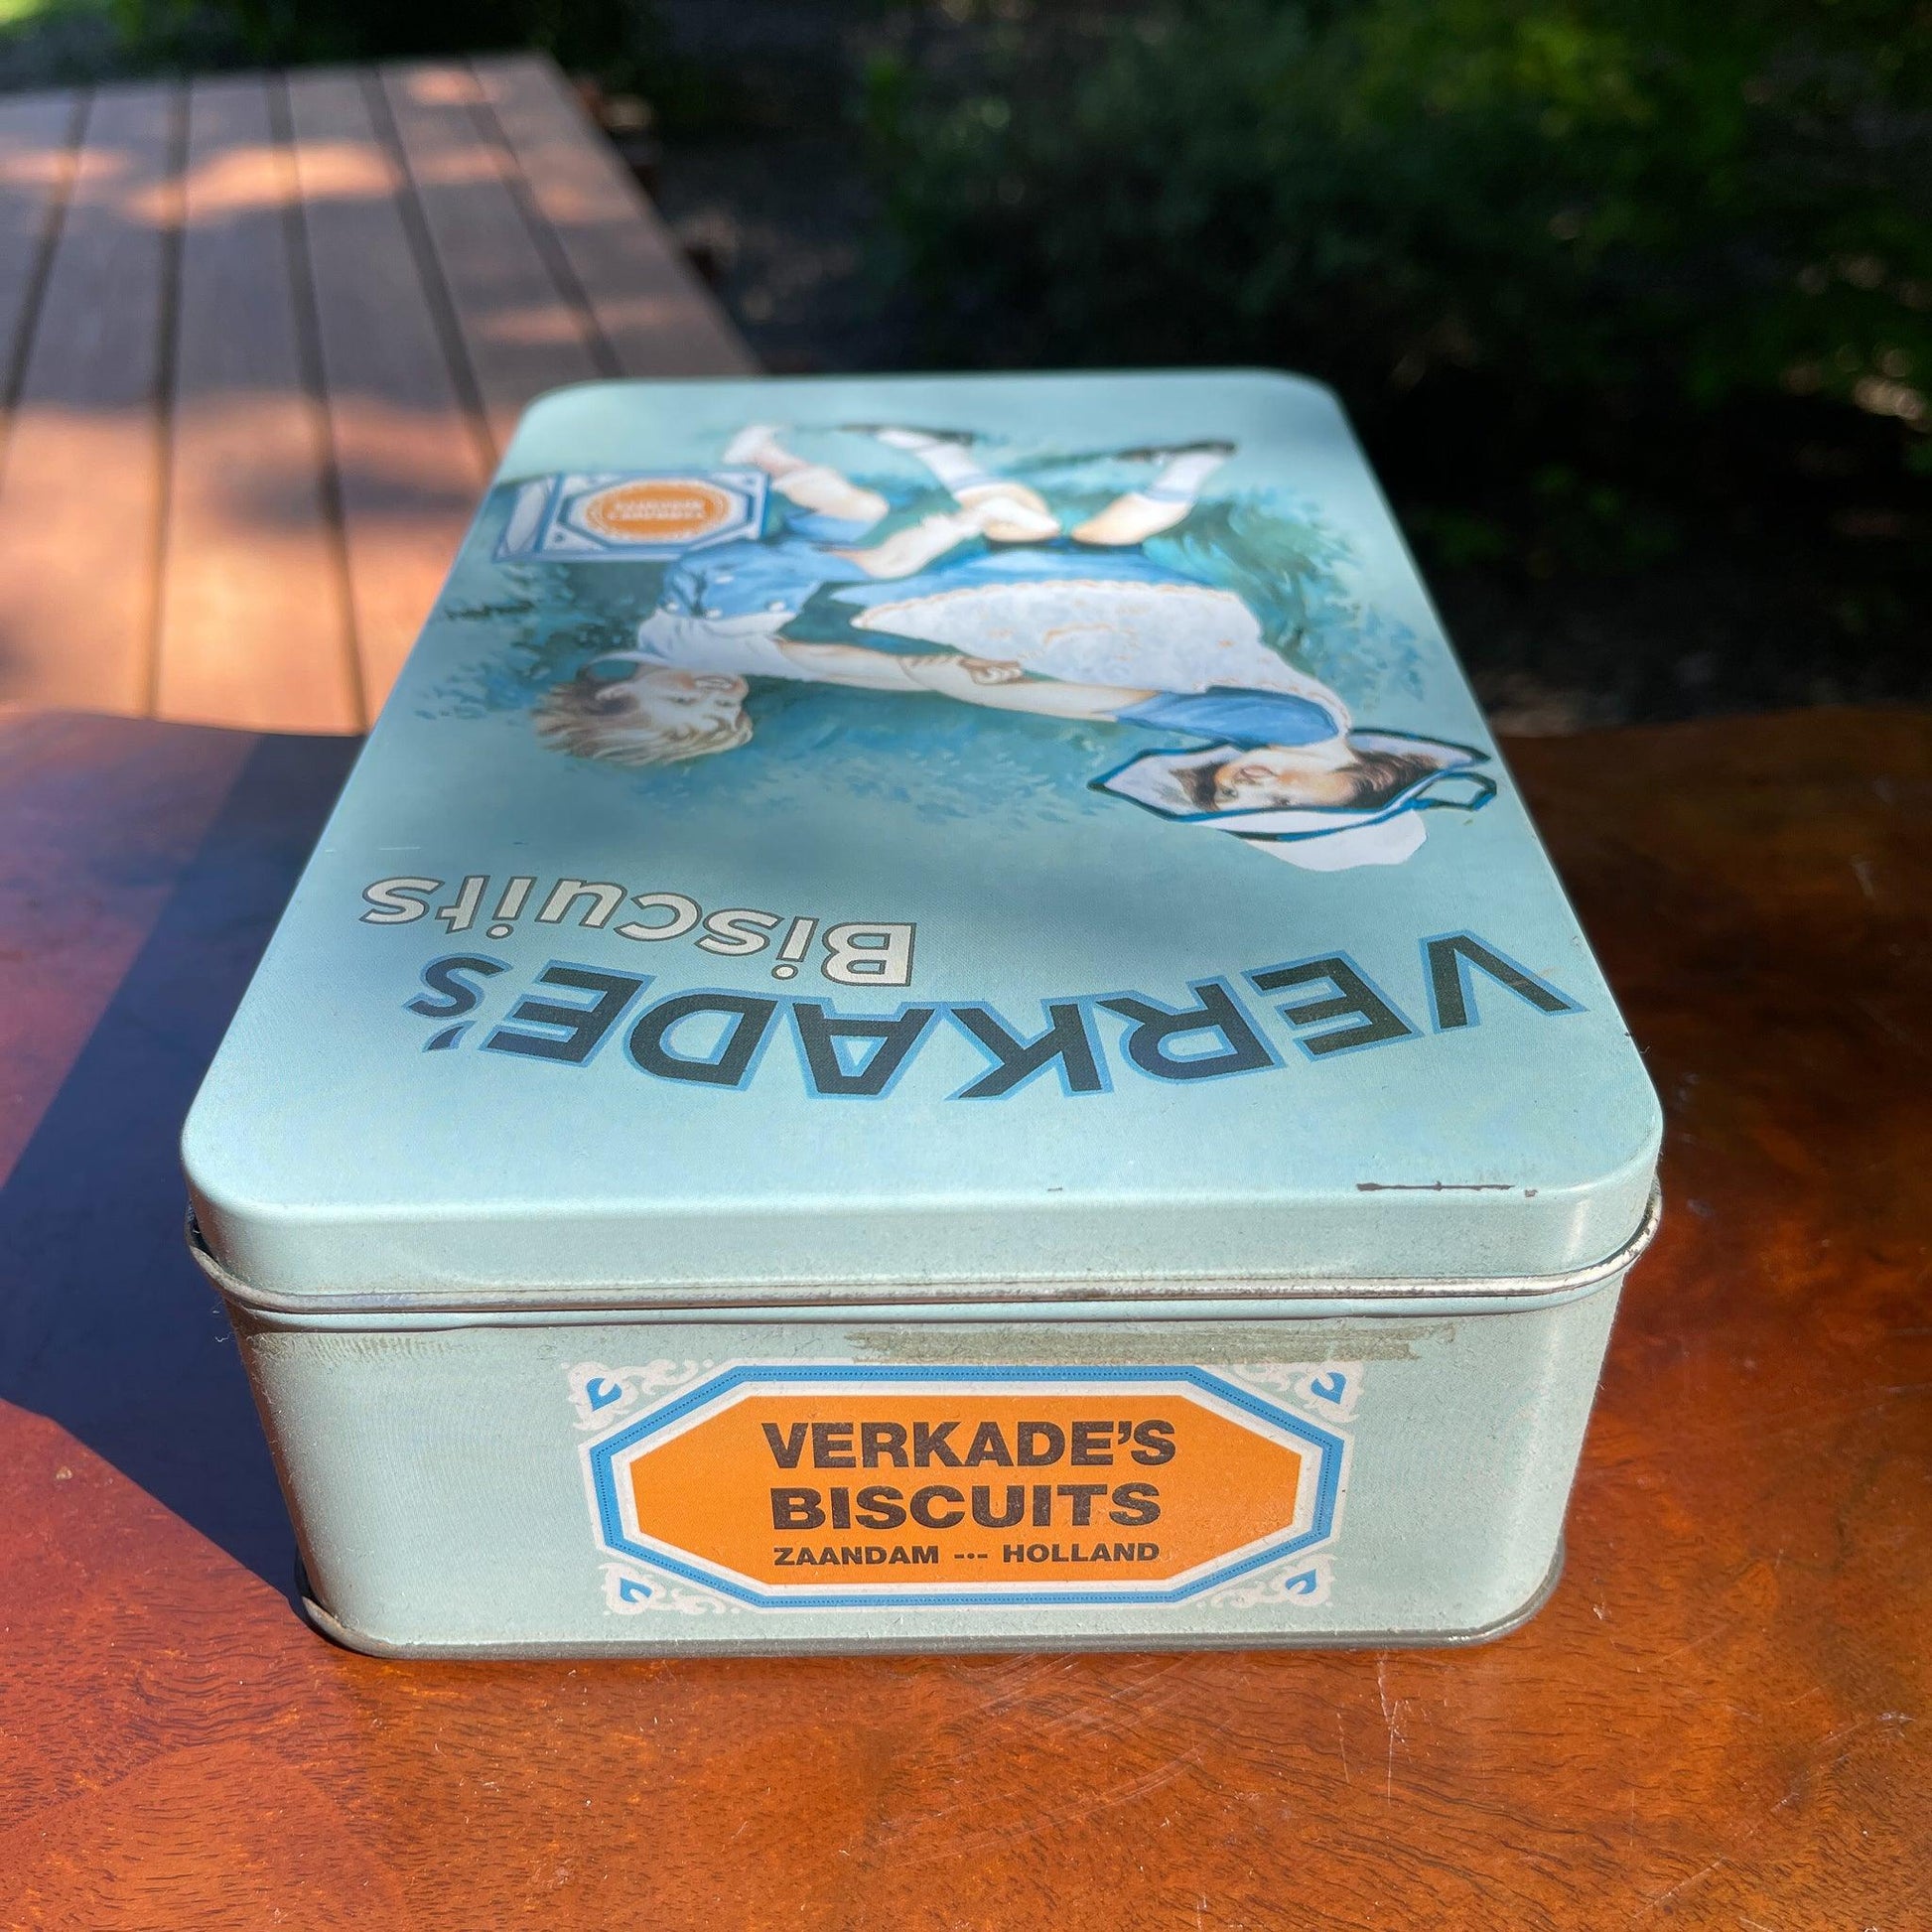 VERKADE's
Biscuits
VERKADE'S
BISCUITS
ZAANDAM --- HOLLAND